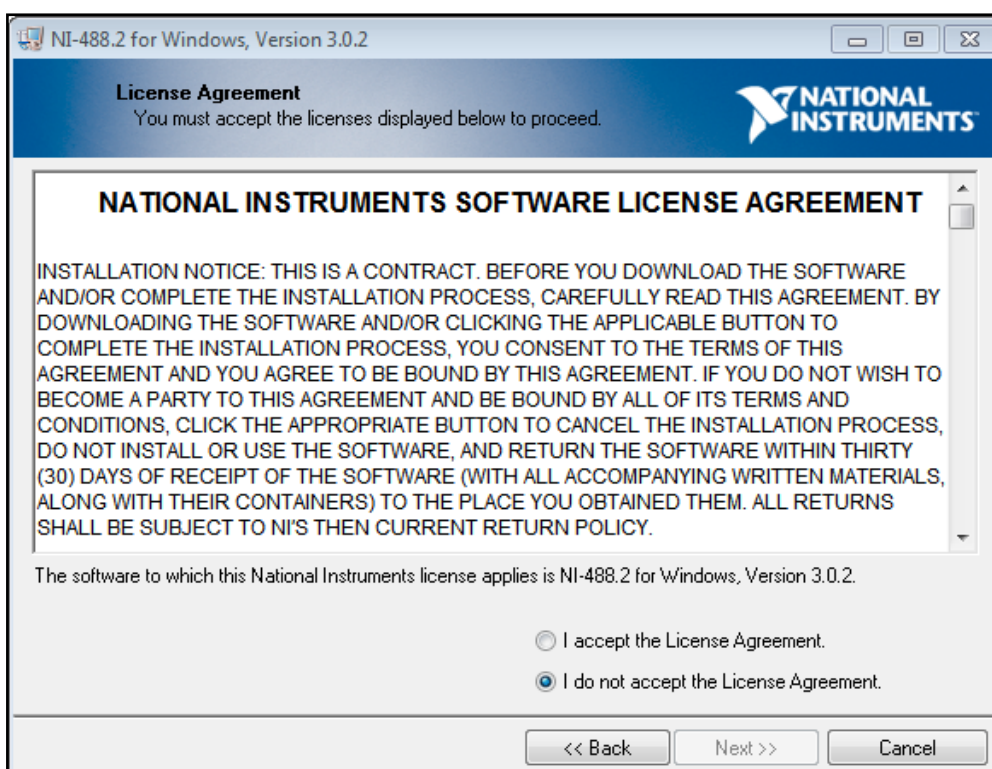 NI-488.2 for Windows, Version 3.0.2
License Agreement
You must accept the licenses displayed below to proceed.
NATIONAL
INSTRUMENTS
NATIONAL INSTRUMENTS SOFTWARE LICENSE AGREEMENT
INSTALLATION NOTICE: THIS IS A CONTRACT. BEFORE YOU DOWNLOAD THE SOFTWARE
AND/OR COMPLETE THE INSTALLATION PROCESS, CAREFULLY READ THIS AGREEMENT. BY
DOWNLOADING THE SOFTWARE AND/OR CLICKING THE APPLICABLE BUTTON TO
COMPLETE THE INSTALLATION PROCESS, YOU CONSENT TO THE TERMS OF THIS
AGREEMENT AND YOU AGREE TO BE BOUND BY THIS AGREEMENT. IF YOU DO NOT WISH TO
BECOME A PARTY TO THIS AGREEMENT AND BE BOUND BY ALL OF ITS TERMS AND
CONDITIONS, CLICK THE APPROPRIATE BUTTON TO CANCEL THE INSTALLATION PROCESS,
DO NOT INSTALL OR USE THE SOFTWARE, AND RETURN THE SOFTWARE WITHIN THIRTY
(30) DAYS OF RECEIPT OF THE SOFTWARE (WITH ALL ACCOMPANYING WRITTEN MATERIALS,
ALONG WITH THEIR CONTAINERS) TO THE PLACE YOU OBTAINED THEM. ALL RETURNS
SHALL BE SUBJECT TO NI'S THEN CURRENT RETURN POLICY.
The software to which this National Instruments license applies is NI-488.2 for Windows, Version 3.0.2.
I accept the License Agreement.
I do not accept the License Agreement.
<< Back Next >> Cancel